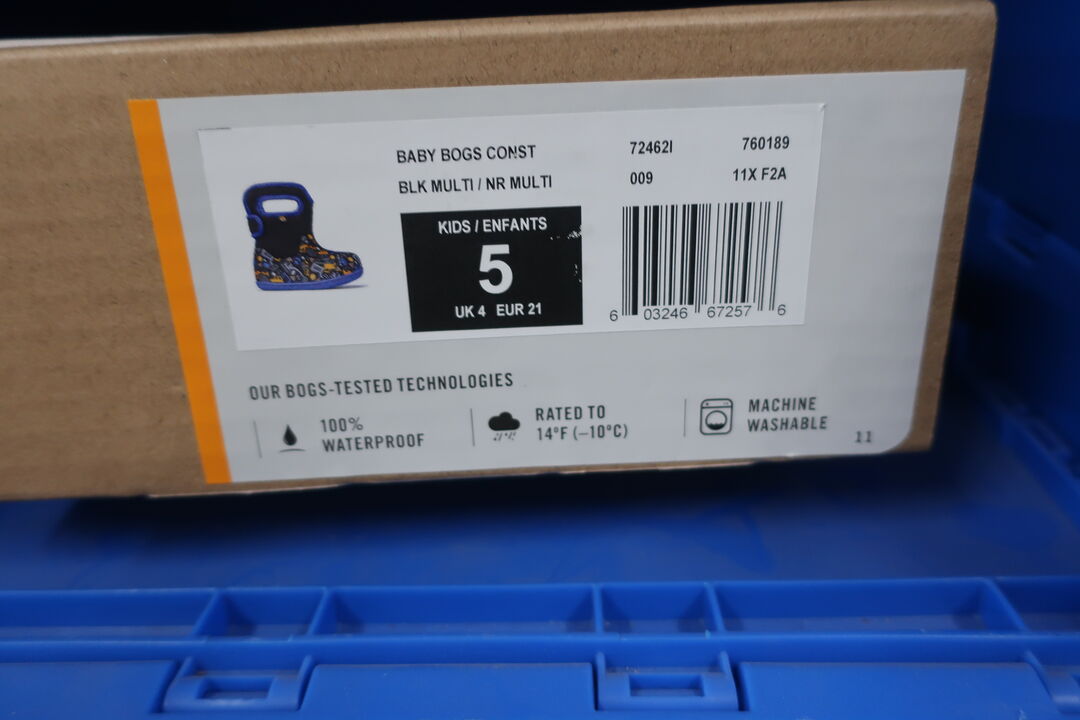 BABY BOGS CONST
72462I 760189
BLK MULTI / NR MULTI
009 11X F2A
KIDS / ENFANTS
5
UK 4 EUR 21
6 03246 67257 6
OUR BOGS-TESTED TECHNOLOGIES
100%
WATERPROOF
RATED TO
14°F (–10°C)
MACHINE
WASHABLE
11